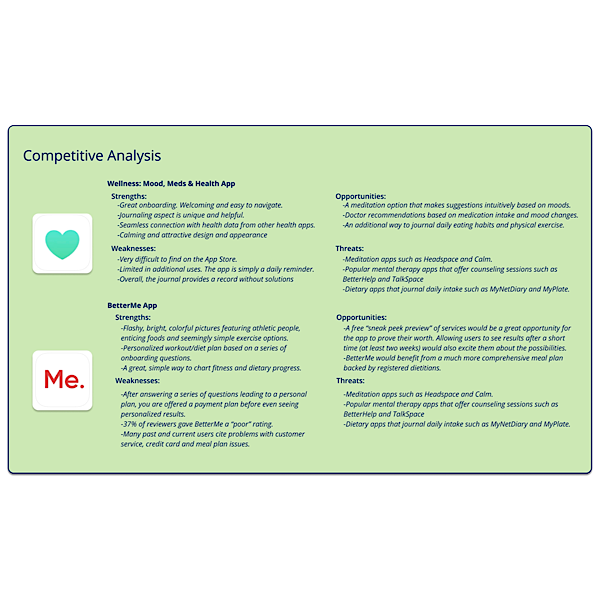 Competitive Analysis
Wellness: Mood, Meds & Health App
Strengths:
-Great onboarding. Welcoming and easy to navigate.
-Journaling aspect is unique and helpful.
-Seamless connection with health data from other health apps.
-Calming and attractive design and appearance
Opportunities:
-A meditation option that makes suggestions intuitively based on moods.
-Doctor recommendations based on medication intake and mood changes.
-An additional way to journal daily eating habits and physical exercise.
Weaknesses:
-Very difficult to find on the App Store.
-Limited in additional uses. The app is simply a daily reminder.
-Overall, the journal provides a record without solutions
Threats:
-Meditation apps such as Headspace and Calm.
-Popular mental therapy apps that offer counseling sessions such as
BetterHelp and TalkSpace
-Dietary apps that journal daily intake such as MyNetDiary and MyPlate.
BetterMe App
Me.
Strengths:
-Flashy, bright, colorful pictures featuring athletic people,
enticing foods and seemingly simple exercise options.
-Personalized workout/diet plan based on a series of
onboarding questions.
-A great, simple way to chart fitness and dietary progress.
Opportunities:
-A free “sneak peek preview” of services would be a great opportunity for
the app to prove their worth. Allowing users to see results after a short
time (at least two weeks) would also excite them about the possibilities.
-BetterMe would benefit from a much more comprehensive meal plan
backed by registered dietitians.
Weaknesses:
-After answering a series of questions leading to a personal
plan, you are offered a payment plan before even seeing
personalized results.
-37% of reviewers gave BetterMe a “poor” rating.
-Many past and current users cite problems with customer
service, credit card and meal plan issues.
Threats:
-Meditation apps such as Headspace and Calm.
-Popular mental therapy apps that offer counseling sessions such as
BetterHelp and TalkSpace
-Dietary apps that journal daily intake such as MyNetDiary and MyPlate.